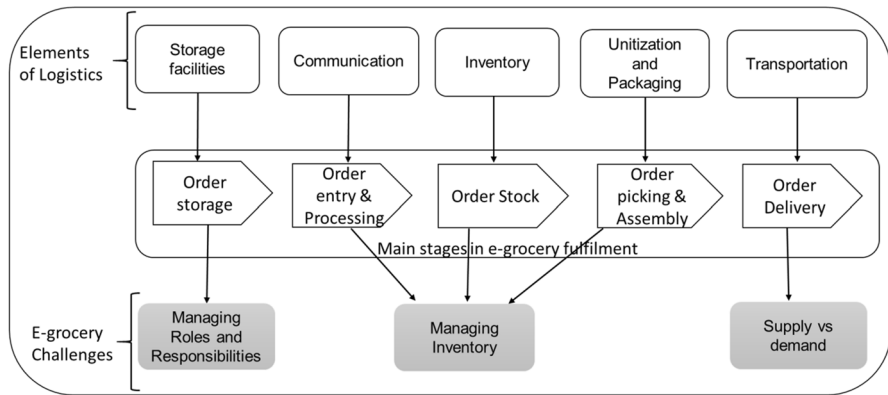 Elements
of Logistics
Storage
facilities
Communication
Inventory
Unitization
and
Packaging
Transportation
Order
storage
Order
entry &
Processing
Order Stock
Order
picking &
Assembly
Order
Delivery
Main stages in e-grocery fulfilment
E-grocery
Challenges
Managing
Roles and
Responsibilities
Managing
Inventory
Supply vs
demand